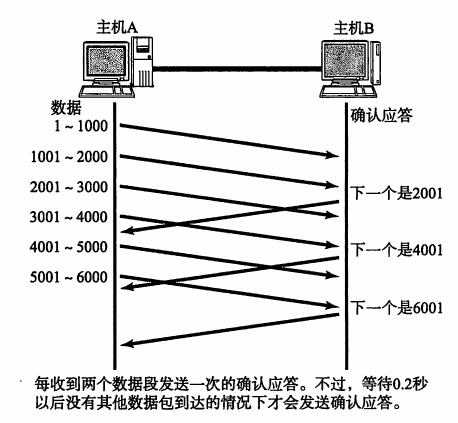 主机A
主机B
数据
确认应答
1～1000
1001～2000
2001～3000
下一个是2001
3001～4000
4001～5000
下一个是4001
5001～6000
下一个是6001
每收到两个数据段发送一次的确认应答。不过，等待0.2秒
以后没有其他数据包到达的情况下才会发送确认应答。